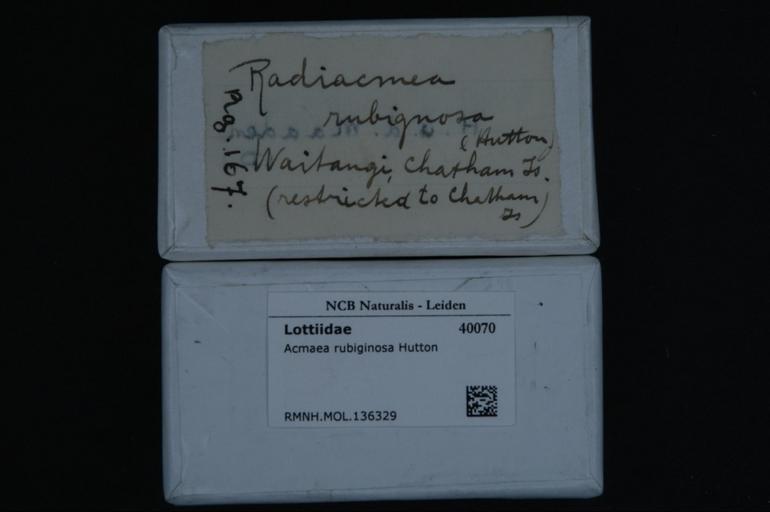 Radiacmea
rubignosa
(Hutton)
Waitangi, Chatham Is.
(restricted to Chatham
Is)
Pg. 167.
NCB Naturalis - Leiden
Lottiidae 40070
Acmaea rubiginosa Hutton
RMNH.MOL.136329